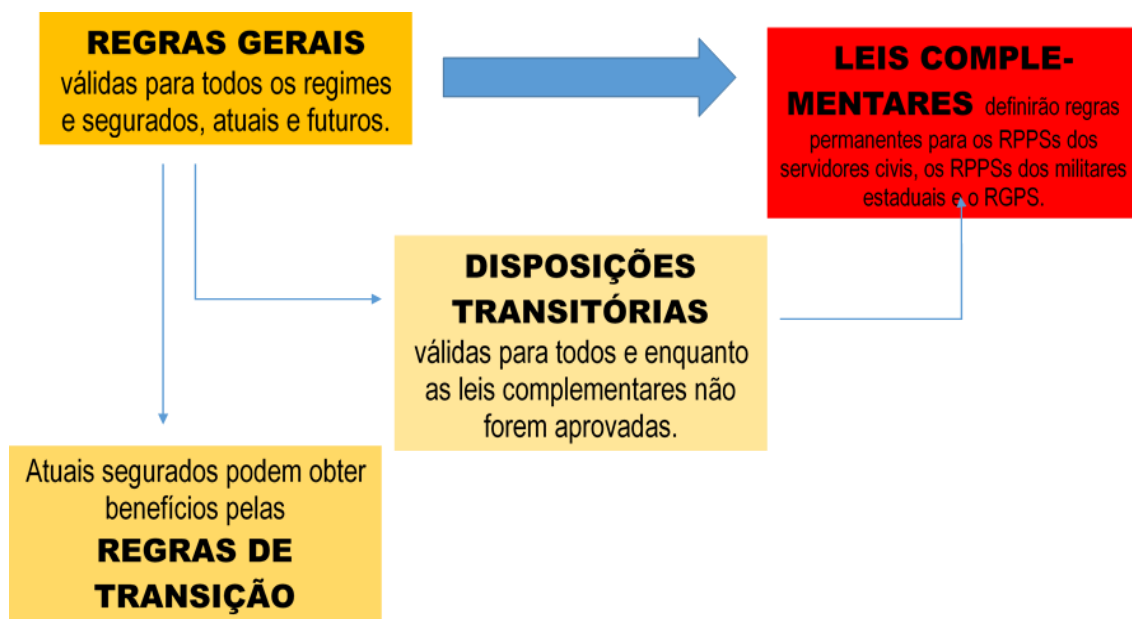 REGRAS GERAIS
válidas para todos os regimes
e segurados, atuais e futuros.
LEIS COMPLE-
MENTARES definirão regras
permanentes para os RPPSs dos
servidores civis, os RPPSs dos militares
estaduais e o RGPS.
DISPOSIÇÕES
TRANSITÓRIAS
válidas para todos e enquanto
as leis complementares não
forem aprovadas.
Atuais segurados podem obter
benefícios pelas
REGRAS DE
TRANSIÇÃO